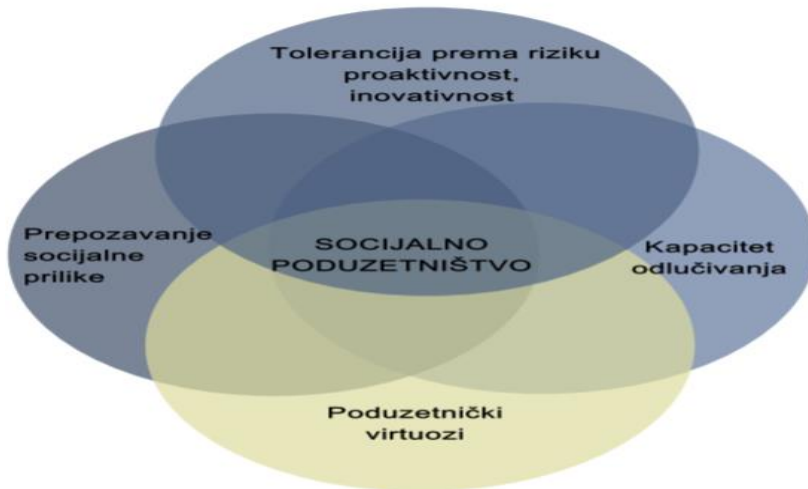 Tolerancija prema riziku
proaktivnost,
inovativnost
Prepozavanje
socijalne
prilike
SOCIJALNO
PODUZETNIŠTVO
Kapacitet
odlučivanja
Poduzetnički
virtuozi